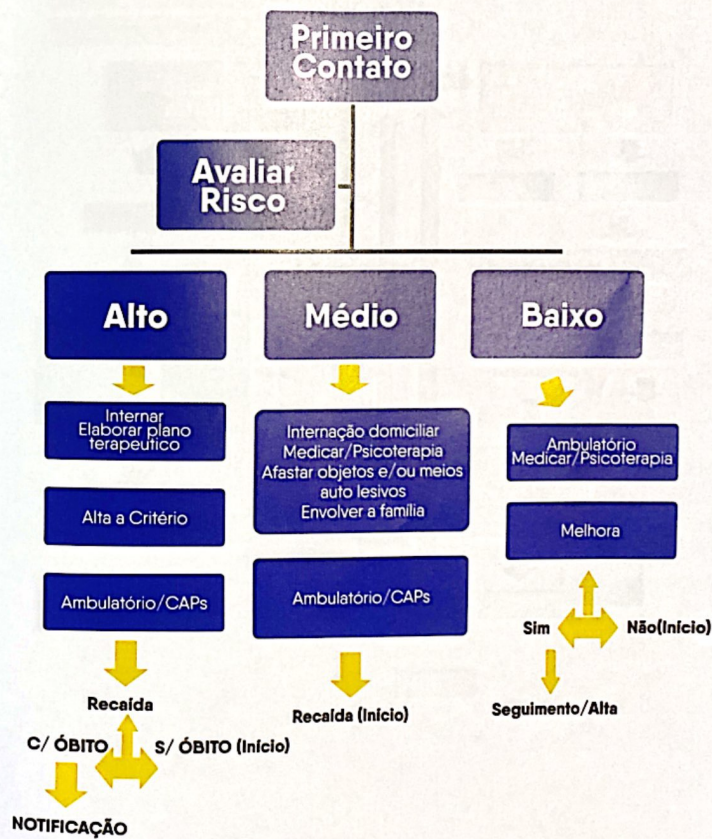 Primeiro
Contato
Avaliar
Risco
Alto
Médio
Baixo
Internar
Elaborar plano
terapeutico
Alta a Critério
Ambulatório/CAPs
Recaída
C/ ÓBITO
S/ ÓBITO (Início)
NOTIFICAÇÃO
Internação domiciliar
Medicar/Psicoterapia
Afastar objetos e/ou meios
auto lesivos
Envolver a família
Ambulatório/CAPs
Recaída (Início)
Ambulatório
Medicar/Psicoterapia
Melhora
Sim
Não(Início)
Seguimento/Alta